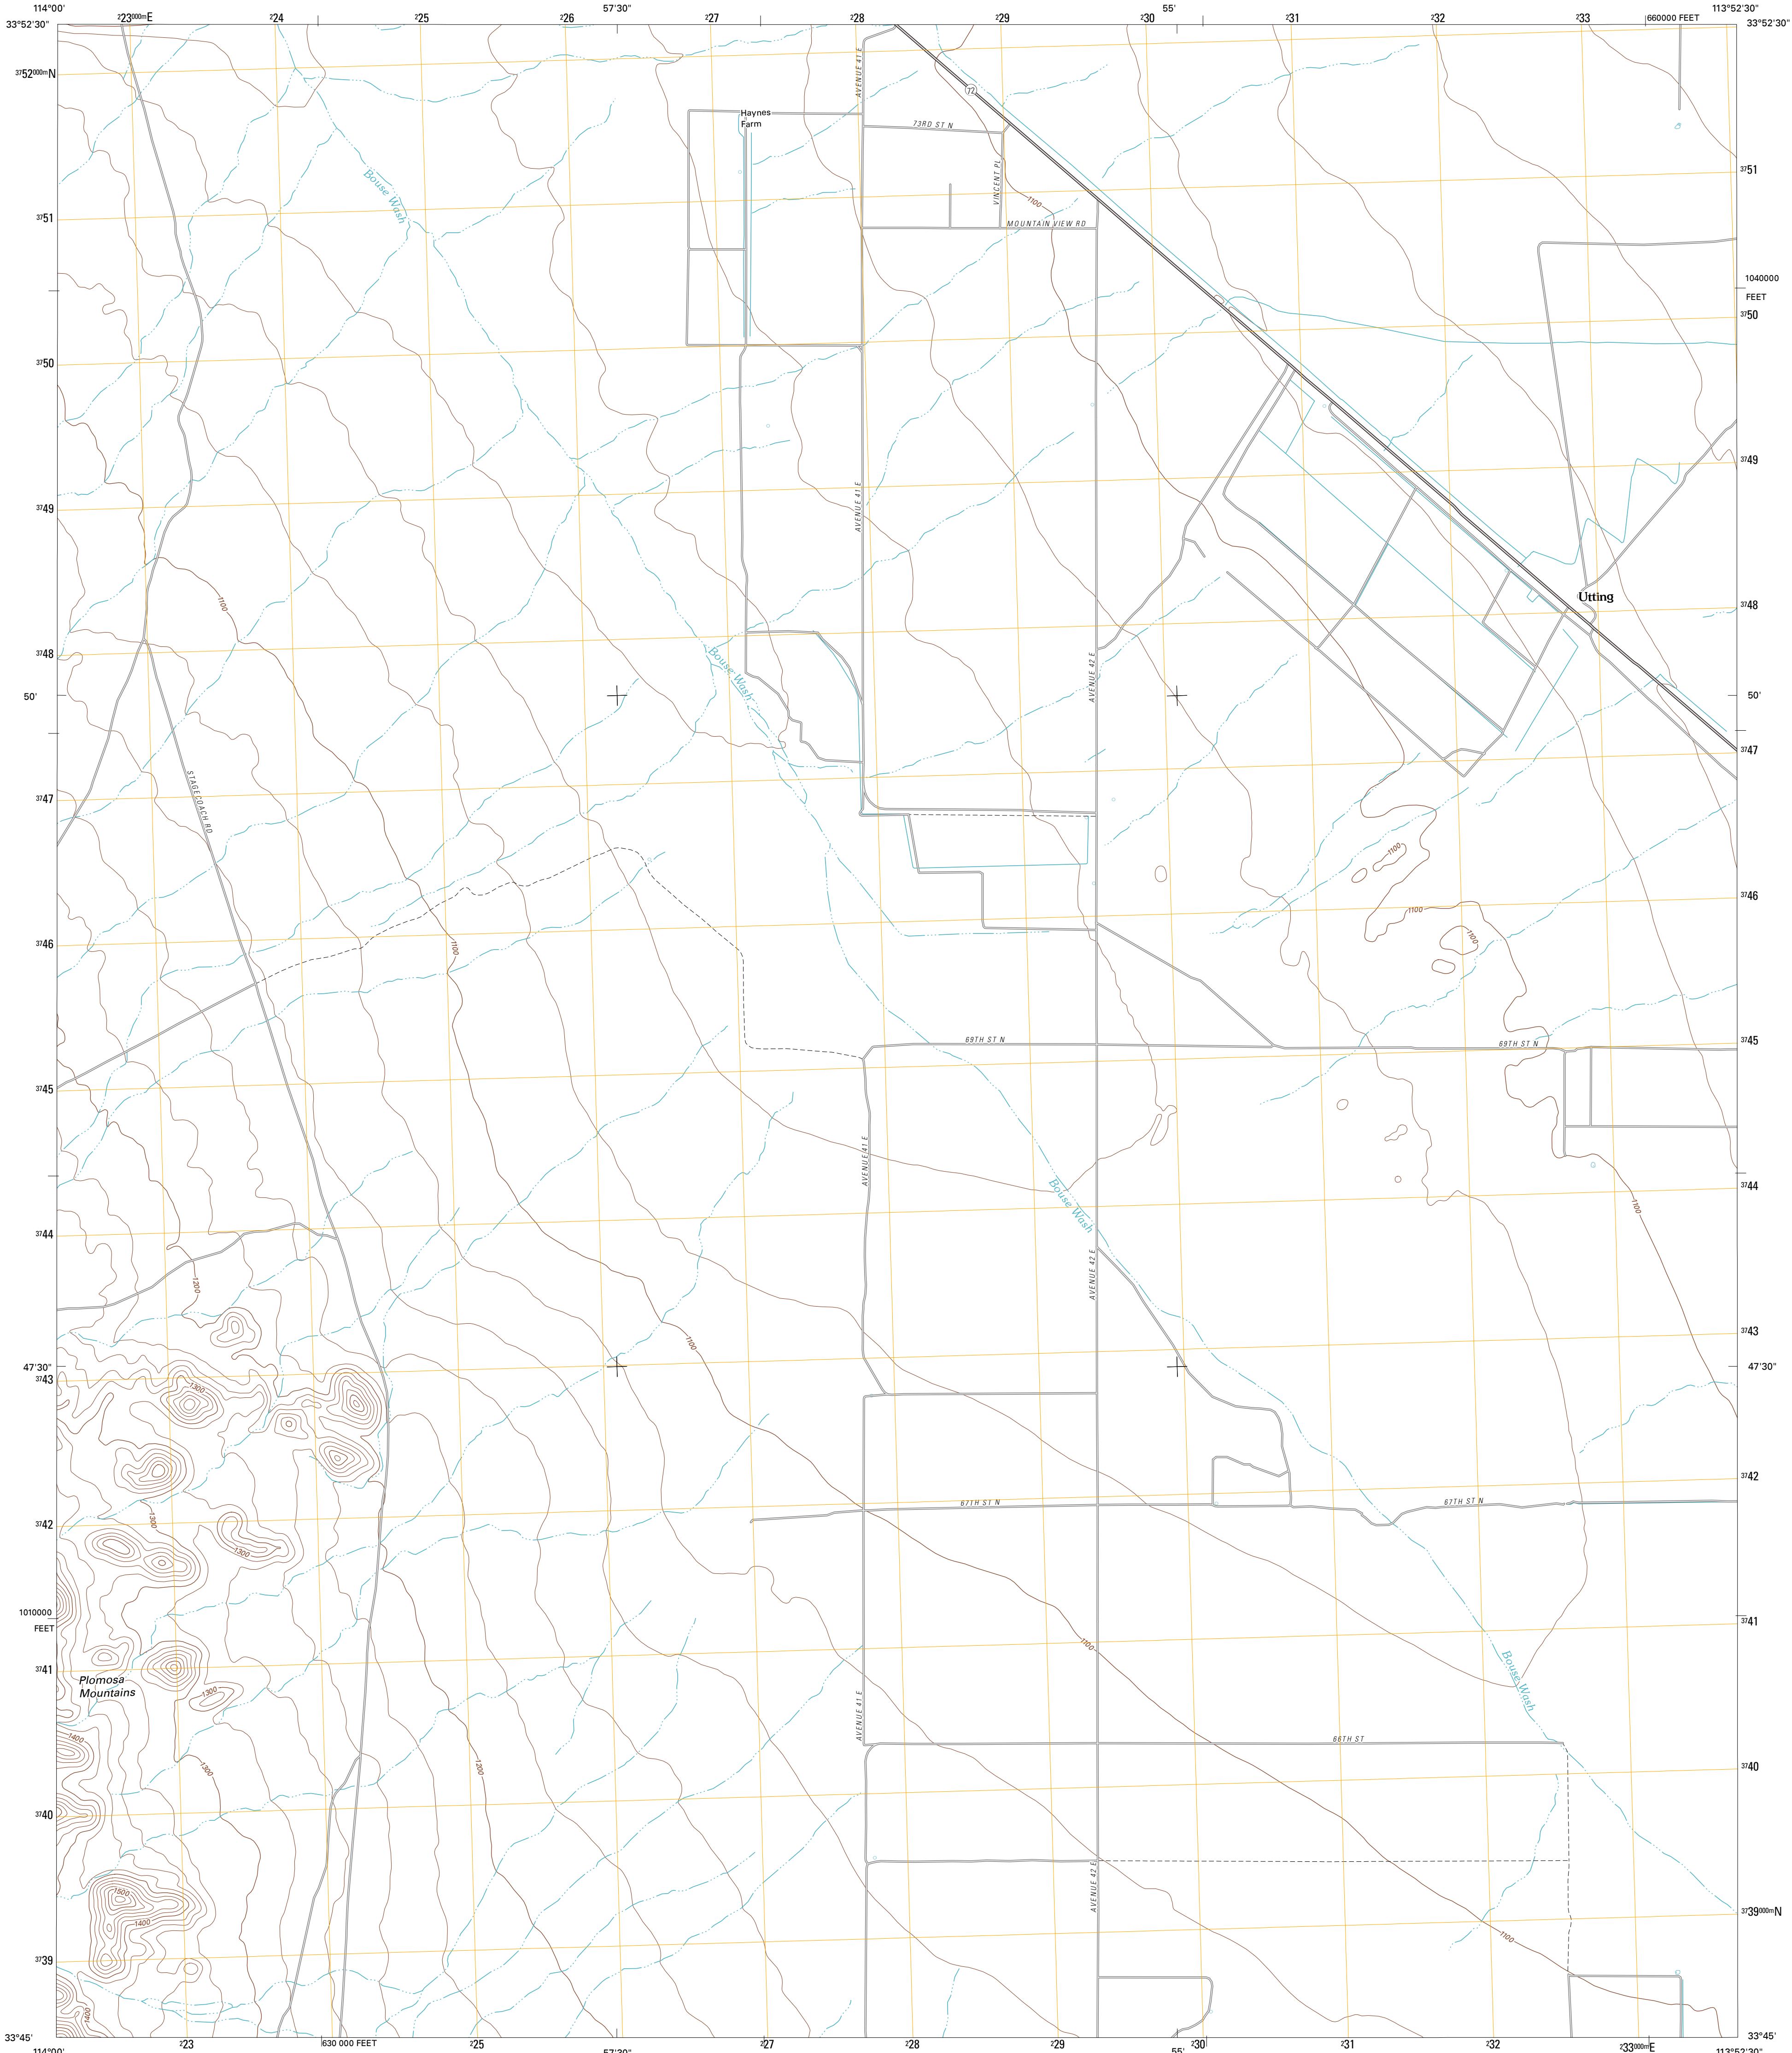 114°00'
²23⁰⁰⁰ᵐE
²24
²25
²26
57'30"
²27
²28
²29
²30
55'
²31
²32
²33
660000 FEET
113°52'30"
33°52'30"
33°52'30"
³⁷52⁰⁰⁰ᵐN
AVENUE 41 E
72
Haynes
Farm
73RD ST N
VINCENT PL
³⁷51
Bouse Wash
1100
MOUNTAIN VIEW RD
³⁷51
1040000
FEET
³⁷50
³⁷50
³⁷49
AVENUE 41 E
³⁷49
1100
Utting
³⁷48
³⁷48
Bouse Wash
AVENUE 42 E
50'
50'
³⁷47
STAGECOACH RD
³⁷47
1100
³⁷46
1100
1100
1100
³⁷46
69TH ST N
69TH ST N
³⁷45
³⁷45
AVENUE 41 E
Bouse Wash
³⁷44
1100
³⁷44
AVENUE 42 E
1200
1100
³⁷43
47'30"
47'30"
³⁷43
1300
³⁷42
67TH ST N
67TH ST N
1300
³⁷42
1300
1010000
FEET
³⁷41
1100
³⁷41
Plomosa
Mountains
1300
Bouse Wash
AVENUE 41 E
1400
1300
1200
66TH ST
³⁷40
³⁷40
1500
AVENUE 42 E
1400
³⁷39⁰⁰⁰ᵐN
1100
³⁷39
1400
33°45'
33°45'
114°00'
²23
630 000 FEET
²25
57'30"
²27
²28
²29
²30
55'
²31
²32
²33⁰⁰⁰ᵐE
113°52'30"